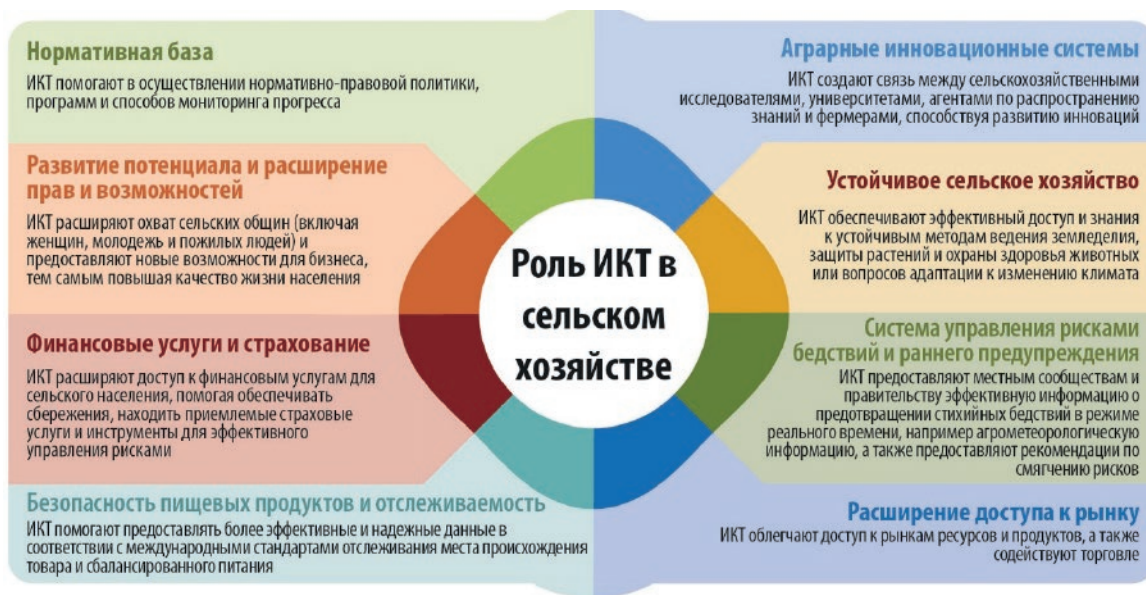 Нормативная база
ИКТ помогают в осуществлении нормативно-правовой политики,
программ и способов мониторинга прогресса
Развитие потенциала и расширение
прав и возможностей
ИКТ расширяют охват сельских общин (включая
женщин, молодежь и пожилых людей) и
предоставляют новые возможности для бизнеса,
тем самым повышая качество жизни населения
Финансовые услуги и страхование
ИКТ расширяют доступ к финансовым услугам для
сельского населения, помогая обеспечивать
сбережения, находить приемлемые страховые
услуги и инструменты для эффективного
управления рисками
Безопасность пищевых продуктов и отслеживаемость
ИКТ помогают предоставлять более эффективные и надежные данные в
соответствии с международными стандартами отслеживания места происхождения
товара и сбалансированного питания
Роль ИКТ в
сельском
хозяйстве
Аграрные инновационные системы
ИКТ создают связь между сельскохозяйственными
исследователями, университетами, агентами по распространению
знаний и фермерами, способствуя развитию инноваций
Устойчивое сельское хозяйство
ИКТ обеспечивают эффективный доступ и знания
к устойчивым методам ведения земледелия,
защиты растений и охраны здоровья животных
или вопросов адаптации к изменению климата
Система управления рисками
бедствий и раннего предупреждения
ИКТ предоставляют местным сообществам и
правительству эффективную информацию о
предотвращении стихийных бедствий в режиме
реального времени, например агрометеорологическую
информацию, а также предоставляют рекомендации по
смягчению рисков
Расширение доступа к рынку
ИКТ облегчают доступ к рынкам ресурсов и продуктов, а также
содействуют торговле